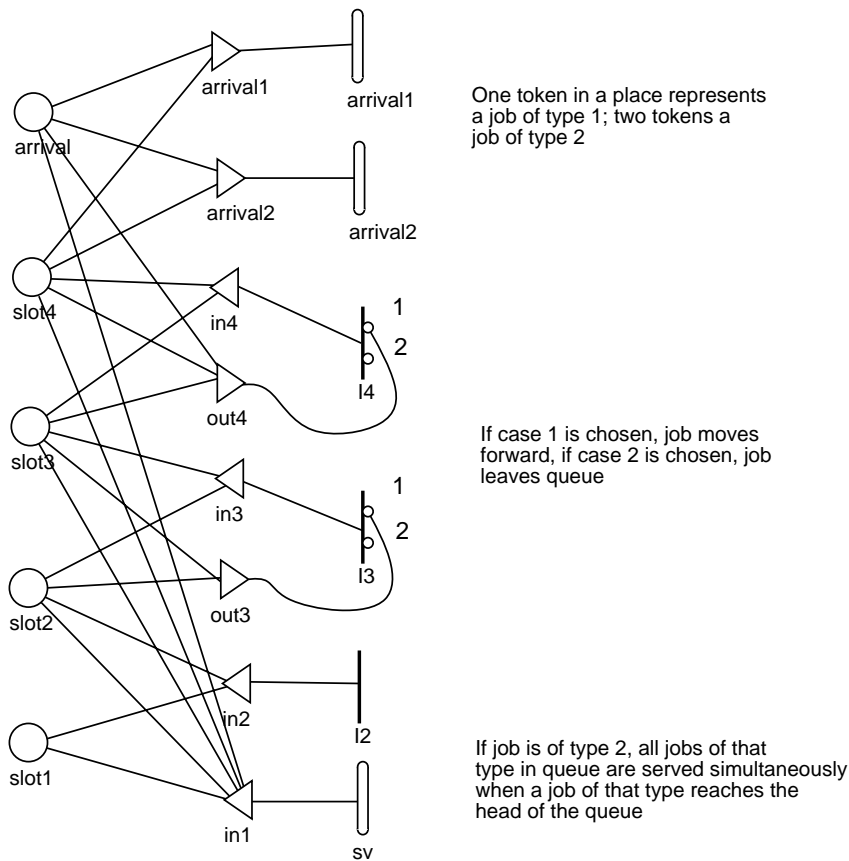 arrival1
arrival1
One token in a place represents
a job of type 1; two tokens a
job of type 2
arrival
arrival2
arrival2
slot4
in4
1
2
I4
out4
slot3
If case 1 is chosen, job moves
forward, if case 2 is chosen, job
leaves queue
in3
1
2
I3
out3
slot2
in2
I2
slot1
If job is of type 2, all jobs of that
type in queue are served simultaneously
when a job of that type reaches the
head of the queue
in1
sv